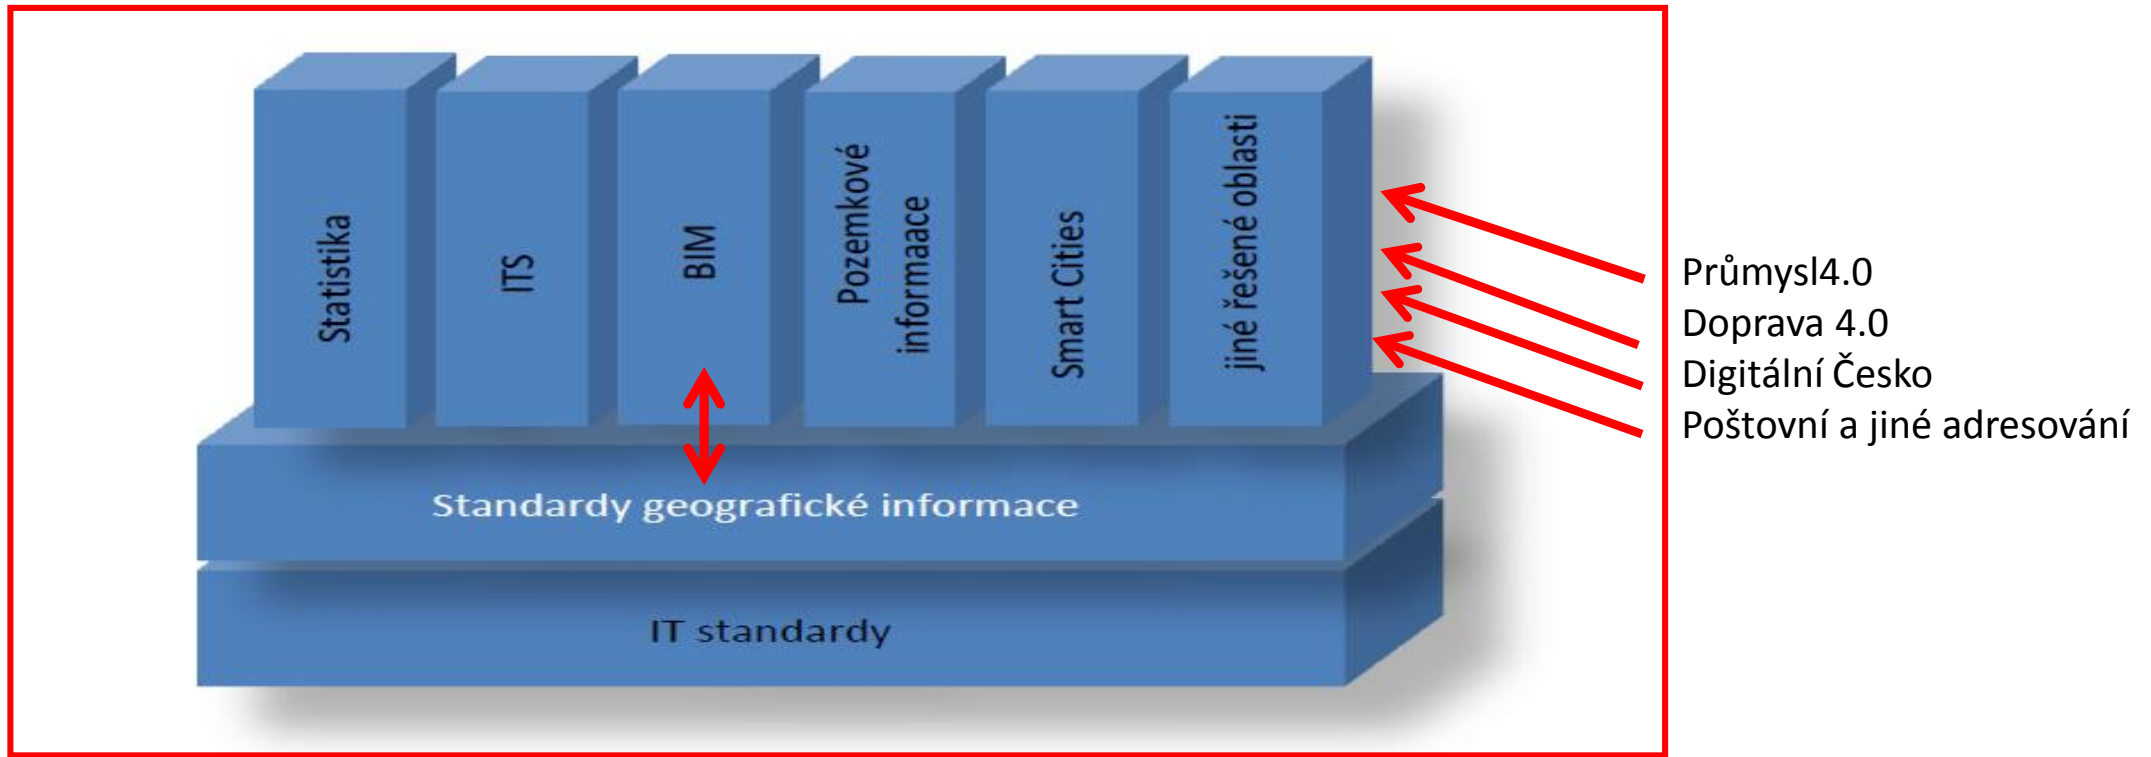 Statistika
ITS
BIM
Pozemkové
informaace
Smart Cities
jiné řešené oblasti
Průmysl4.0
Doprava 4.0
Digitální Česko
Poštovní a jiné adresování
Standardy geografické informace
IT standardy